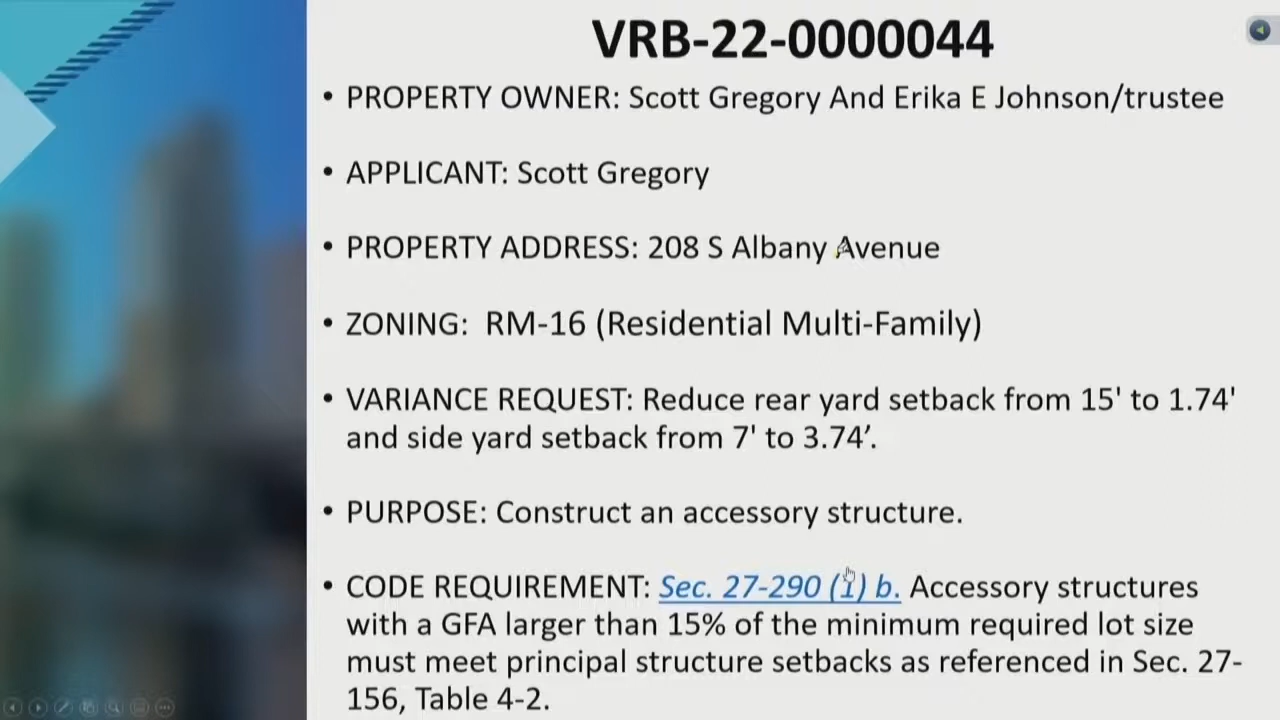 VRB-22-0000044
• PROPERTY OWNER: Scott Gregory And Erika E Johnson/trustee
• APPLICANT: Scott Gregory
• PROPERTY ADDRESS: 208 S Albany Avenue
• ZONING:  RM-16 (Residential Multi-Family)
• VARIANCE REQUEST: Reduce rear yard setback from 15' to 1.74'
and side yard setback from 7' to 3.74’.
• PURPOSE: Construct an accessory structure.
• CODE REQUIREMENT: Sec. 27-290 (1) b. Accessory structures
with a GFA larger than 15% of the minimum required lot size
must meet principal structure setbacks as referenced in Sec. 27-
156, Table 4-2.